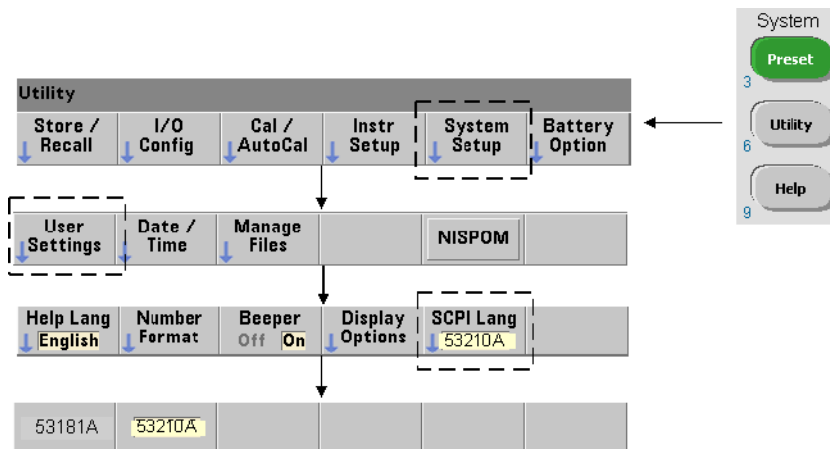 System
Preset
3
Utility
6
Help
9
Utility
Store / Recall
I/O Config
Cal / AutoCal
Instr Setup
System Setup
Battery Option
User Settings
Date / Time
Manage Files
NISPOM
Help Lang English
Number Format
Beeper Off On
Display Options
SCPI Lang 53210A
53181A
53210A